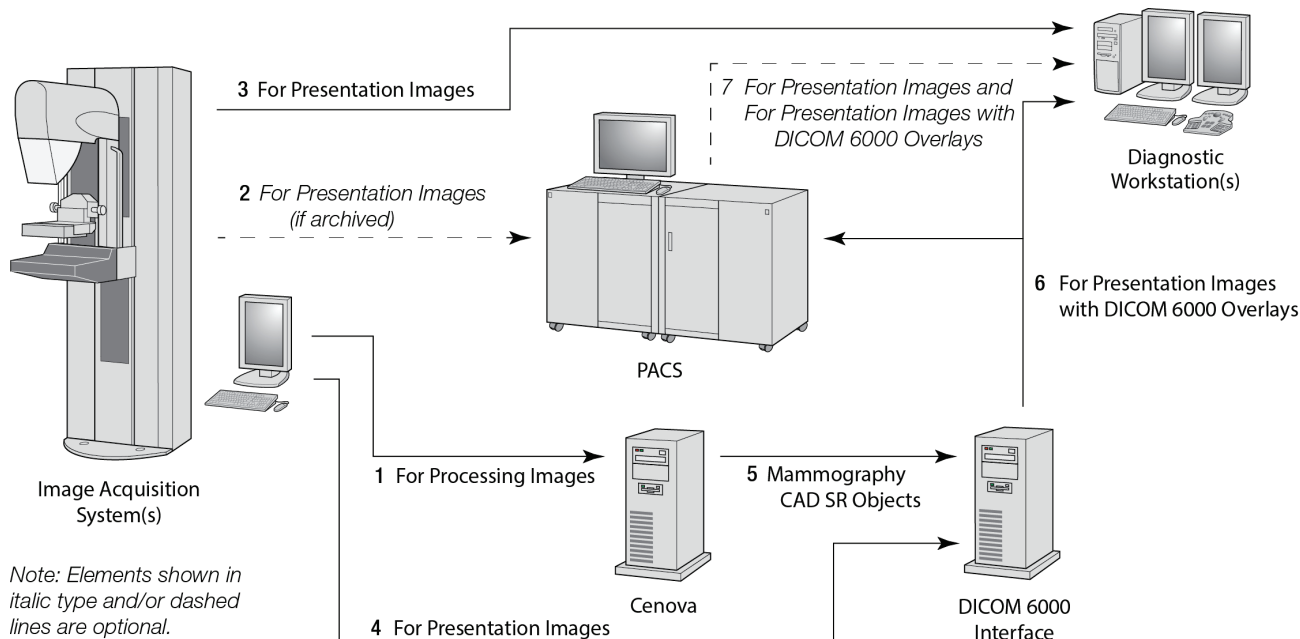 3 For Presentation Images
7 For Presentation Images and
For Presentation Images with
DICOM 6000 Overlays
Diagnostic
Workstation(s)
2 For Presentation Images
(if archived)
6 For Presentation Images
with DICOM 6000 Overlays
PACS
1 For Processing Images
5 Mammography
CAD SR Objects
Image Acquisition
System(s)
Note: Elements shown in
italic type and/or dashed
lines are optional.
Cenova
DICOM 6000
Interface
4 For Presentation Images